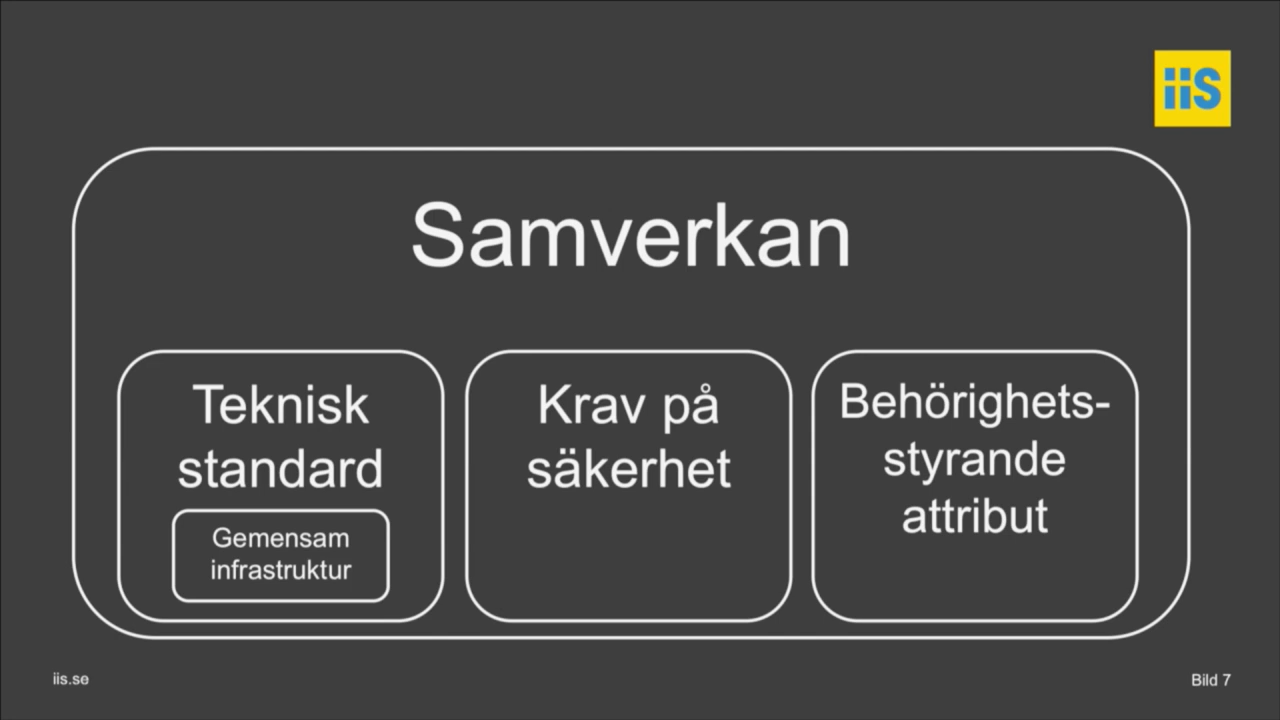 iis
Samverkan
Teknisk
standard
Gemensam
infrastruktur
Krav på
säkerhet
Behörighets-
styrande
attribut
iis.se
Bild 7